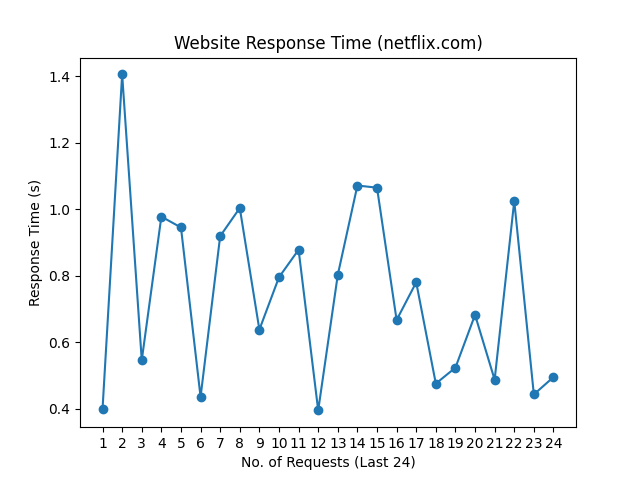 Website Response Time (netflix.com)
Response Time (s)
1.4
1.2
1.0
0.8
0.6
0.4
1 2 3 4 5 6 7 8 9 10 11 12 13 14 15 16 17 18 19 20 21 22 23 24
No. of Requests (Last 24)